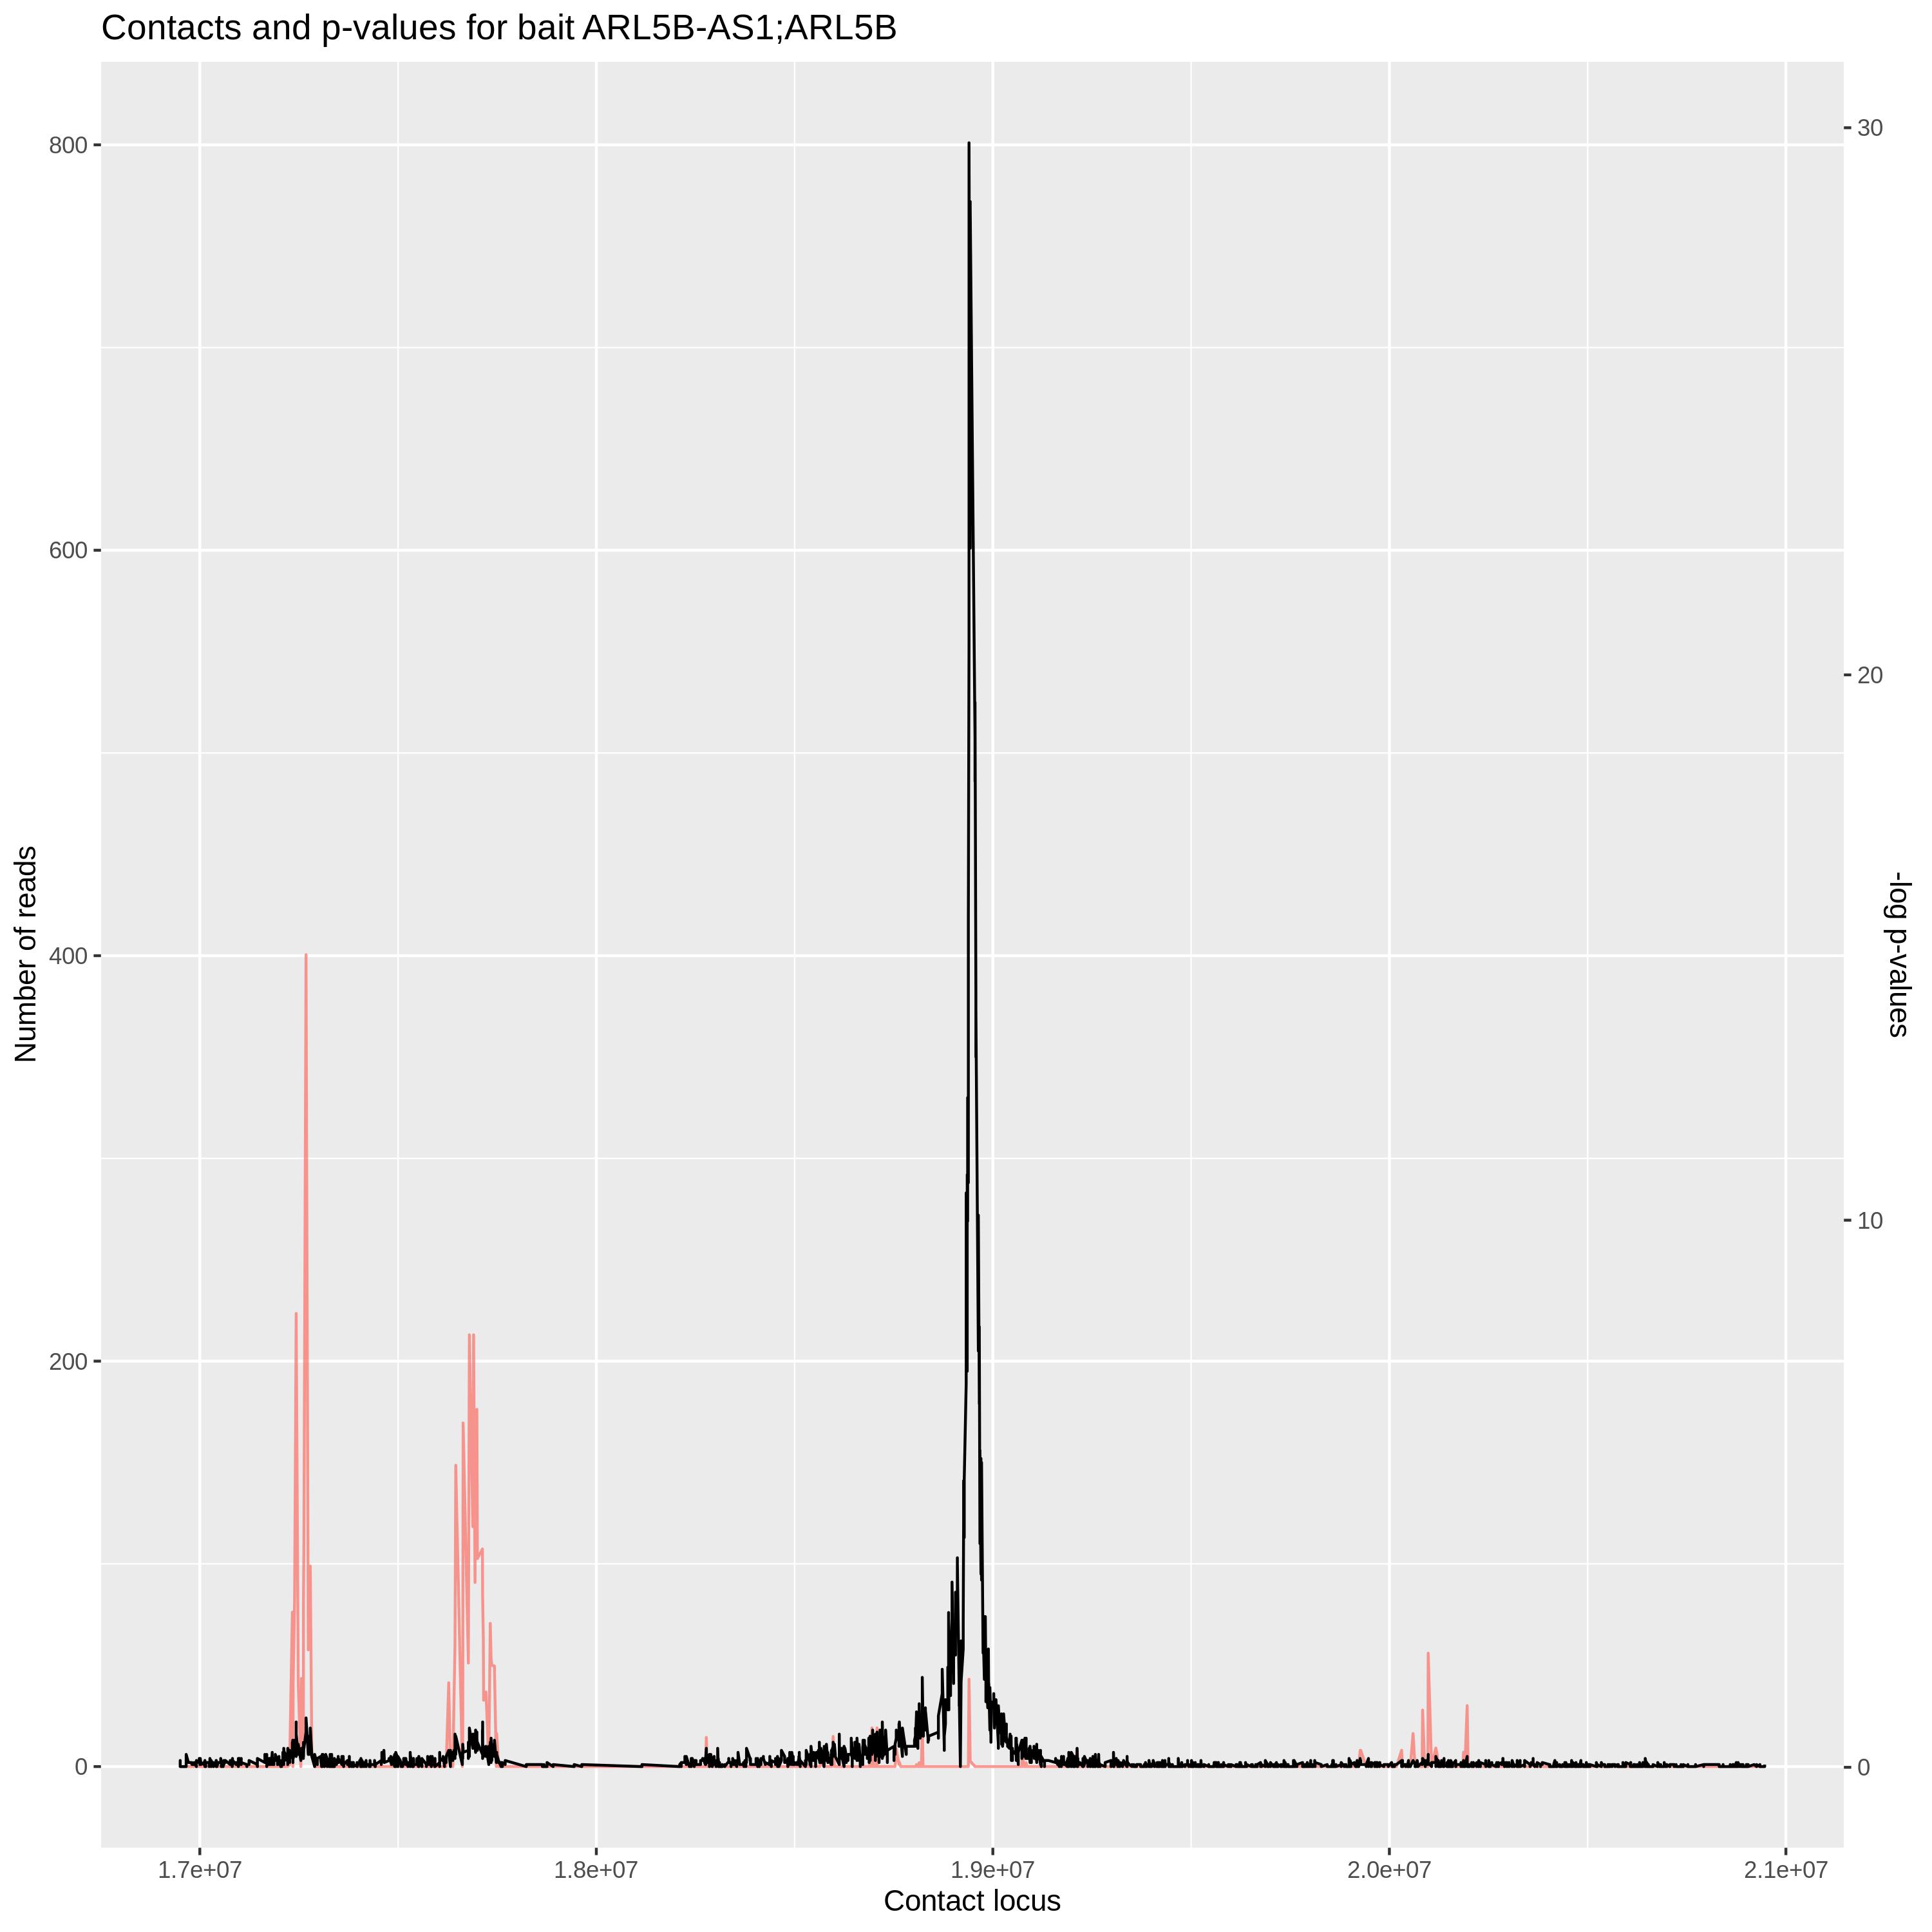 Contacts and p-values for bait ARL5B-AS1;ARL5B
800
600
400
200
0
30
20
10
0
Number of reads
-log p-values
1.7e+07
1.8e+07
1.9e+07
2.0e+07
2.1e+07
Contact locus